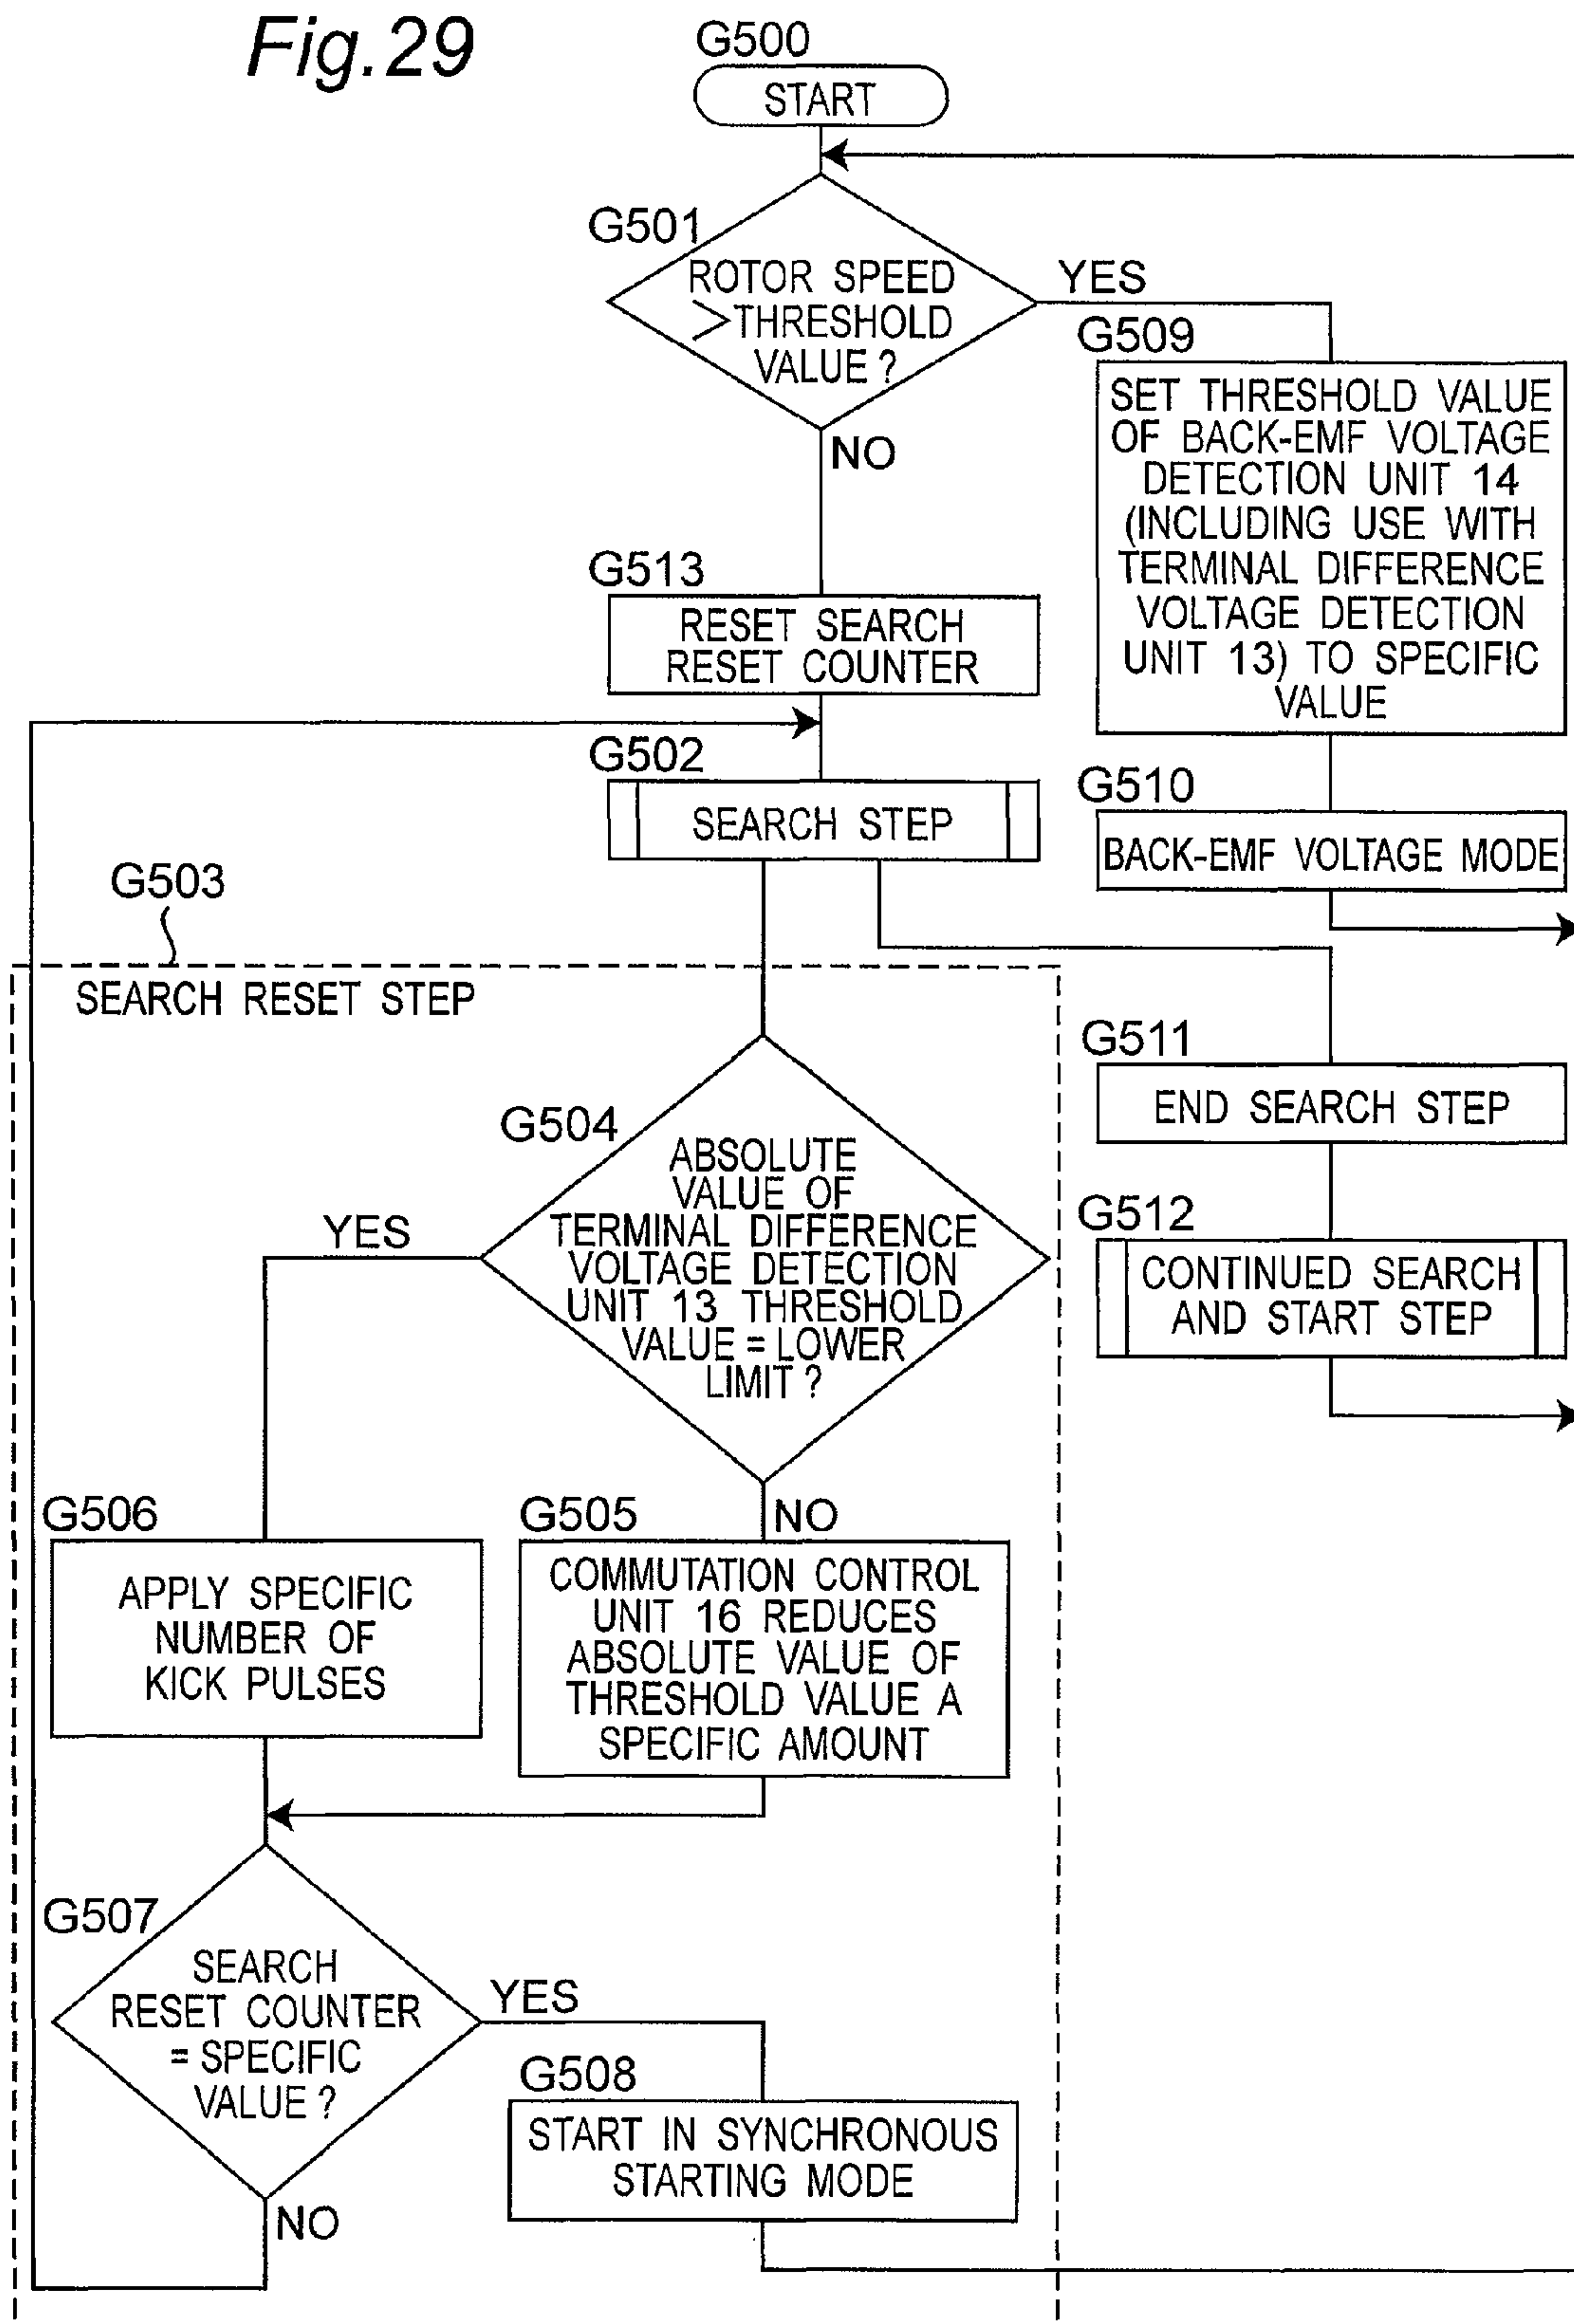 Fig.29
G500
START
G501
ROTOR SPEED
>THRESHOLD
VALUE?
YES
NO
G509
SET THRESHOLD VALUE
OF BACK-EMF VOLTAGE
DETECTION UNIT 14
(INCLUDING USE WITH
TERMINAL DIFFERENCE
VOLTAGE DETECTION
UNIT 13) TO SPECIFIC
VALUE
G513
RESET SEARCH
RESET COUNTER
G502
SEARCH STEP
G510
BACK-EMF VOLTAGE MODE
G503
SEARCH RESET STEP
G511
END SEARCH STEP
G512
CONTINUED SEARCH
AND START STEP
G504
ABSOLUTE
VALUE OF
TERMINAL DIFFERENCE
VOLTAGE DETECTION
UNIT 13 THRESHOLD
VALUE = LOWER
LIMIT?
YES
NO
G506
APPLY SPECIFIC
NUMBER OF
KICK PULSES
G505
COMMUTATION CONTROL
UNIT 16 REDUCES
ABSOLUTE VALUE OF
THRESHOLD VALUE A
SPECIFIC AMOUNT
G507
SEARCH
RESET COUNTER
= SPECIFIC
VALUE?
YES
NO
G508
START IN SYNCHRONOUS
STARTING MODE